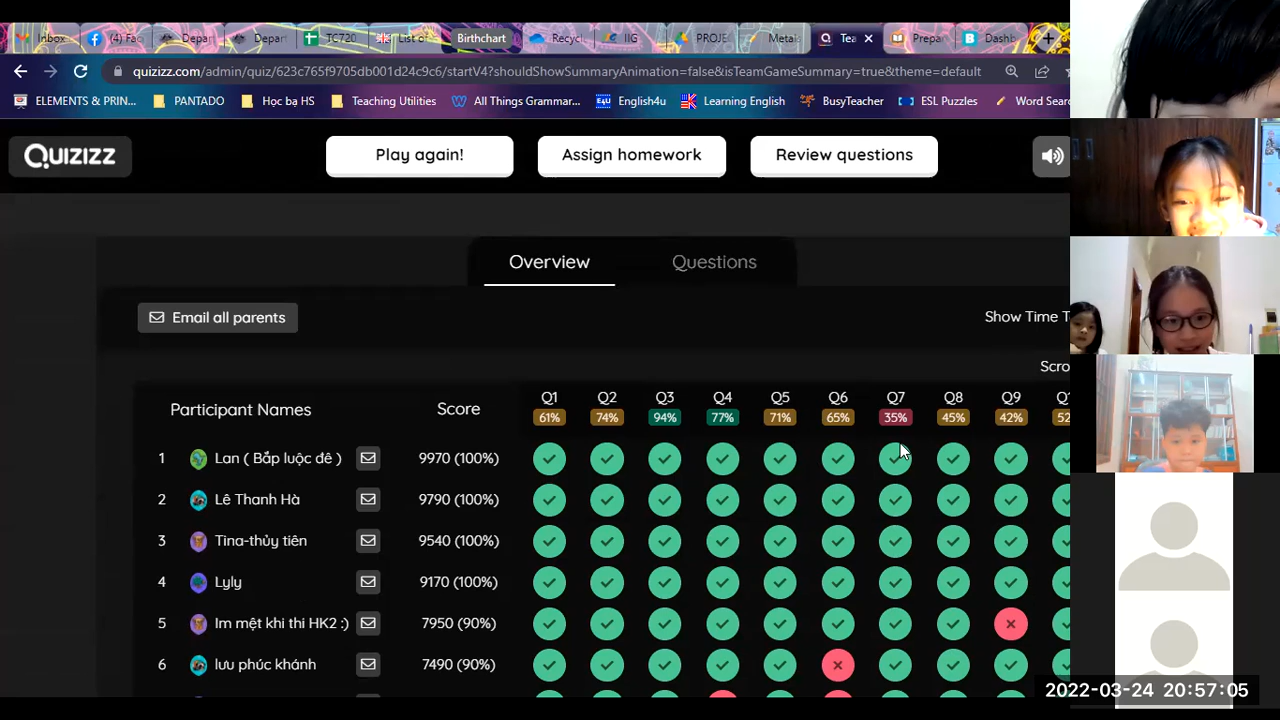 Inbox (4) Fac Depar Depar TC720 List of Birthchart Recyc IIG PROJE Metal Tea Prepar Dashb
quizizz.com/admin/quiz/623c765f9705db001d24c9c6/startV4?shouldShowSummaryAnimation=false&isTeamGameSummary=true&theme=default
ELEMENTS & PRIN... PANTADO Học bạ HS Teaching Utilities All Things Grammar... English4u Learning English BusyTeacher ESL Puzzles Word Sear
Quizizz Play again! Assign homework Review questions
Overview Questions
Email all parents Show Time T
Scro
Participant Names Score Q1 Q2 Q3 Q4 Q5 Q6 Q7 Q8 Q9 Q1
61% 74% 94% 77% 71% 65% 35% 45% 42% 52
1 Lan ( Bắp luộc dê ) 9970 (100%)
2 Lê Thanh Hà 9790 (100%)
3 Tina-thủy tiên 9540 (100%)
4 Lyly 9170 (100%)
5 Im mệt khi thi HK2 :) 7950 (90%)
6 lưu phúc khánh 7490 (90%)
2022-03-24 20:57:05